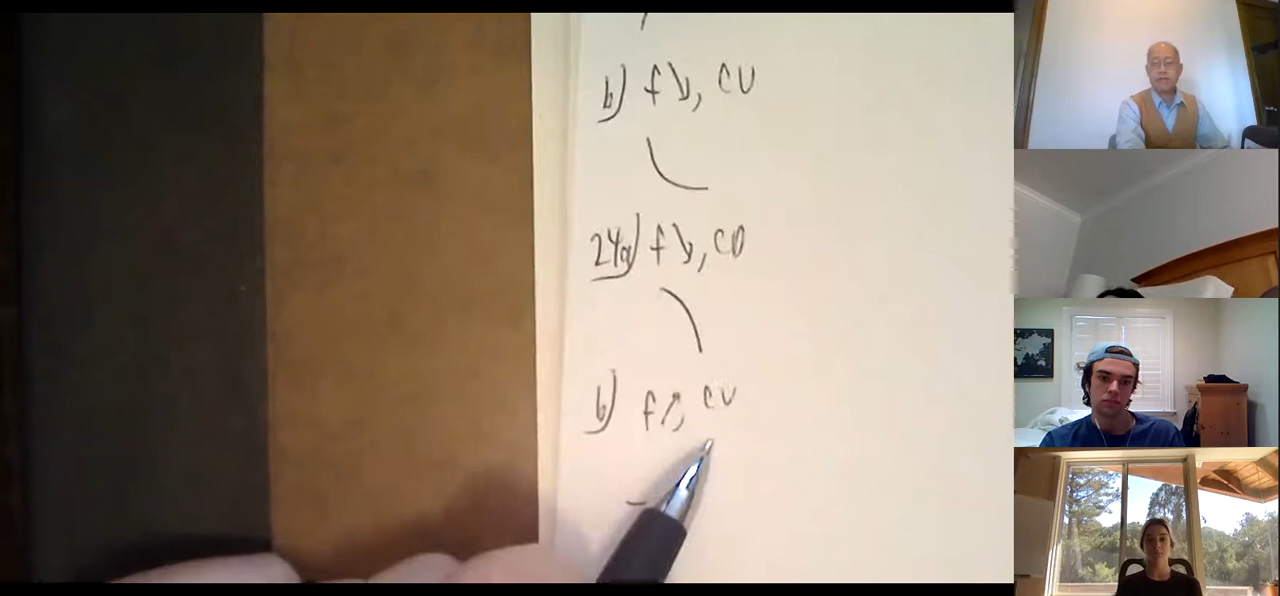 b) f↘, CU
24a) f↘, CD
b) f↗, CU